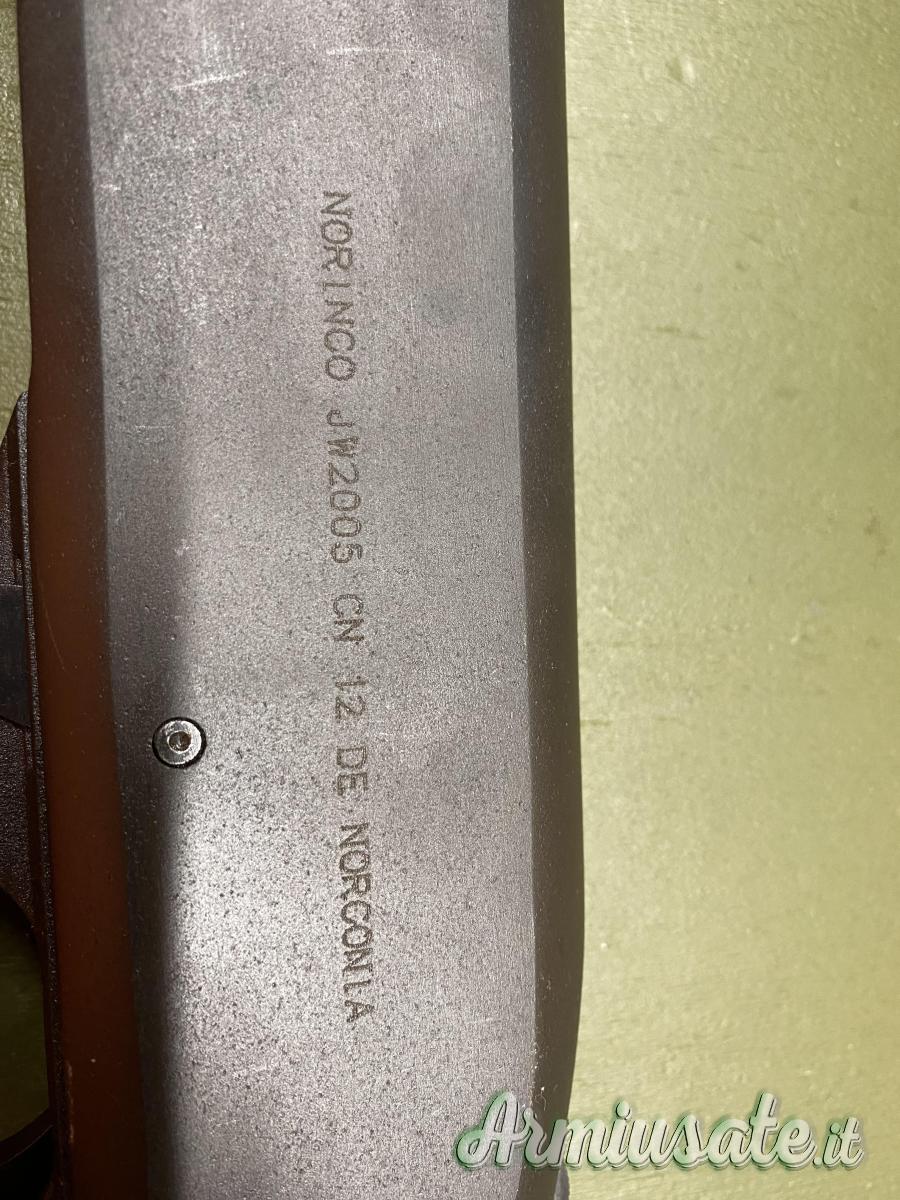 NORINCO JW2005 CN 12 DE NORCONIA
Armiusate.it